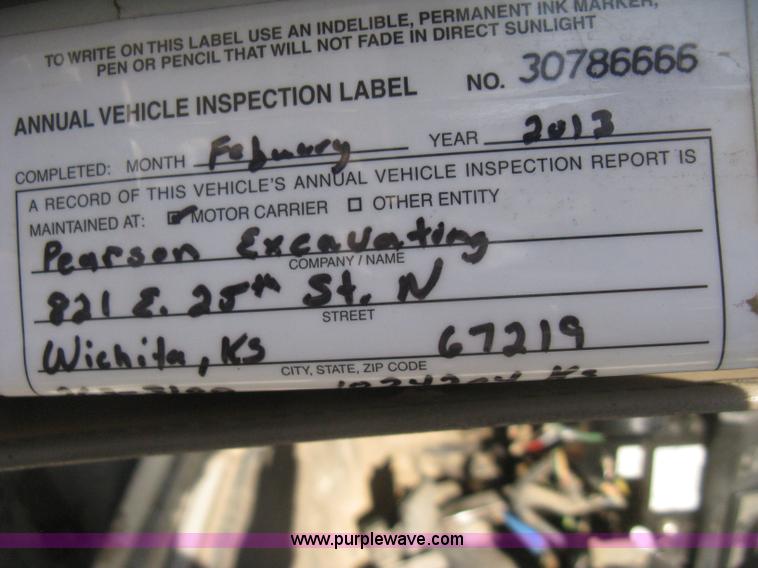 TO WRITE ON THIS LABEL USE AN INDELIBLE, PERMANENT INK MARKER,
PEN OR PENCIL THAT WILL NOT FADE IN DIRECT SUNLIGHT
ANNUAL VEHICLE INSPECTION LABEL NO. 30786666
COMPLETED: MONTH Febuary YEAR 2013
A RECORD OF THIS VEHICLE'S ANNUAL VEHICLE INSPECTION REPORT IS
MAINTAINED AT: MOTOR CARRIER OTHER ENTITY
Pearson Excavating
COMPANY / NAME
821 E. 25th St. N
STREET
Wichita, KS 67219
CITY, STATE, ZIP CODE
www.purplewave.com